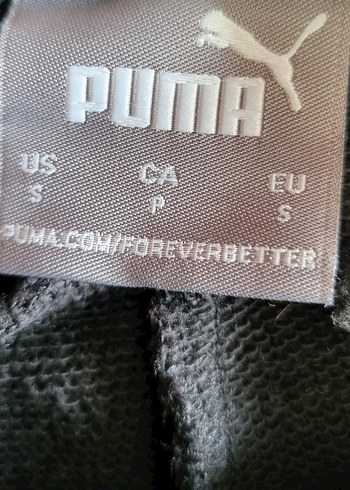 PUMA
US CA EU
S P S
PUMA.COM/FOREVERBETTER